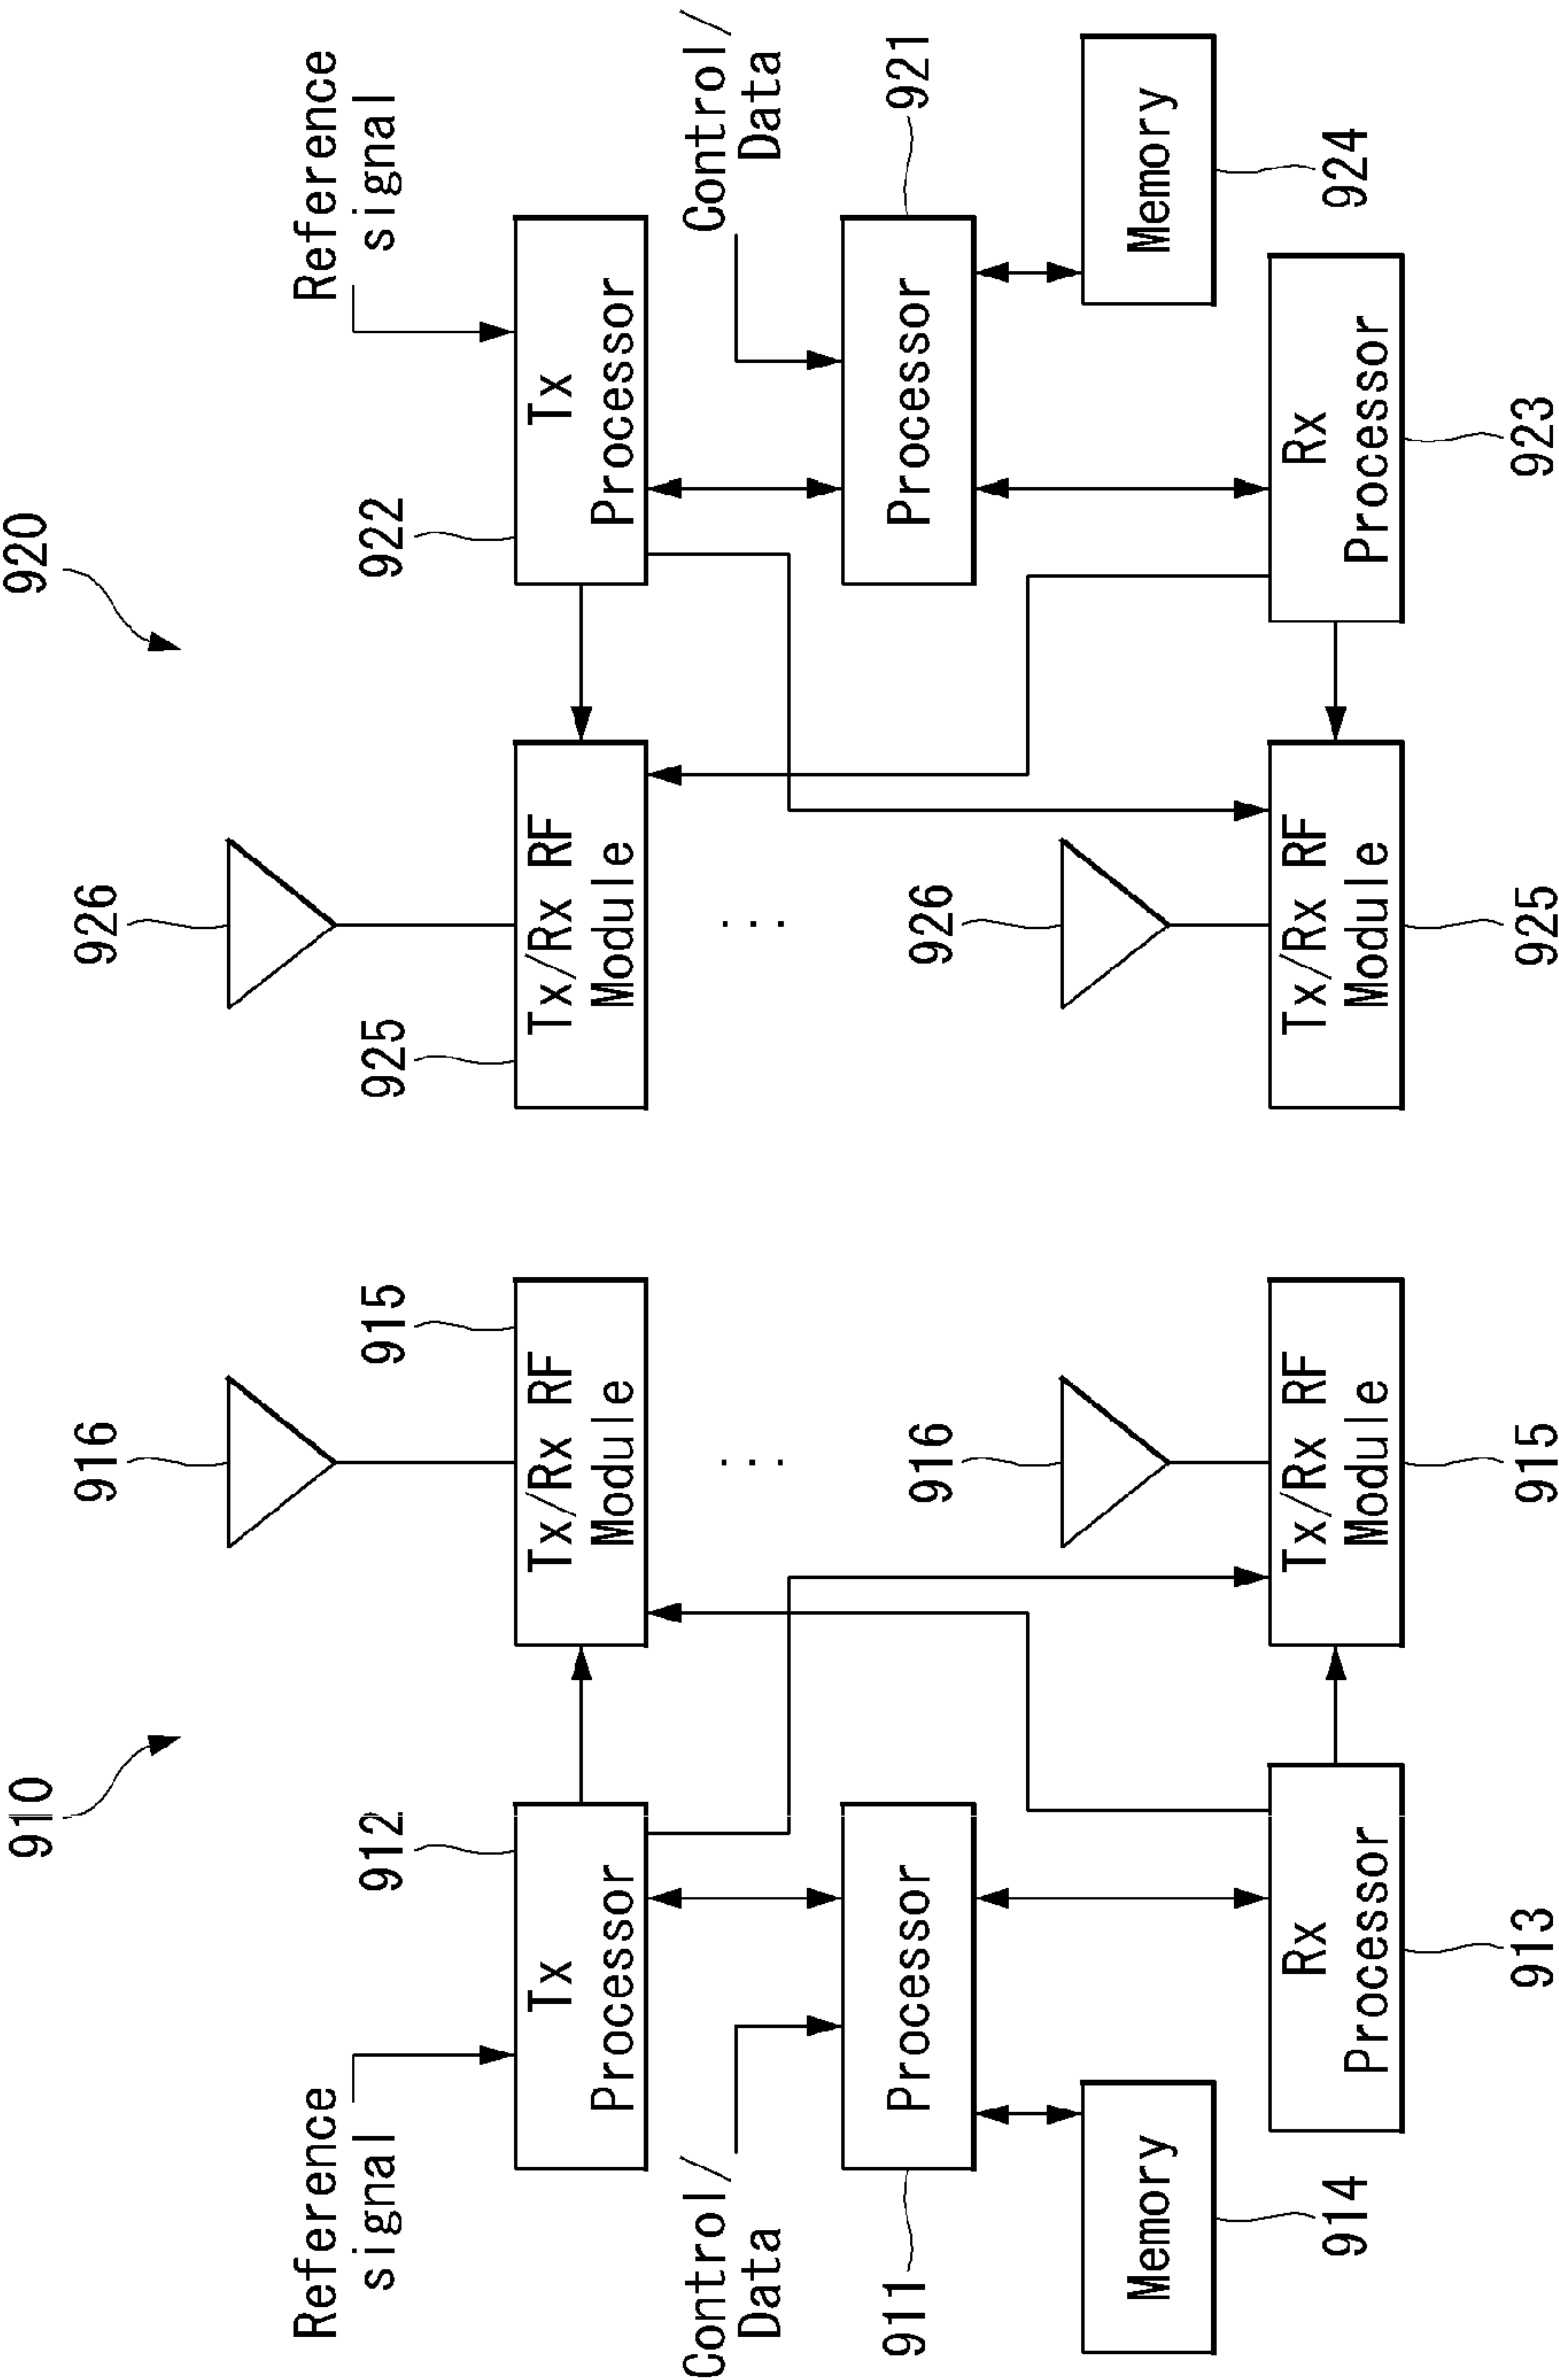 910
916
915
Reference
signal
912
Tx
Processor
Tx/Rx RF
Module
Control/
Data
911
Processor
916
Memory
914
Rx
Processor
913
Tx/Rx RF
Module
915
920
926
925
922
Reference
signal
Tx/Rx RF
Module
Tx
Processor
Control/
Data
926
Processor
921
Memory
924
Tx/Rx RF
Module
925
Rx
Processor
923
...
...